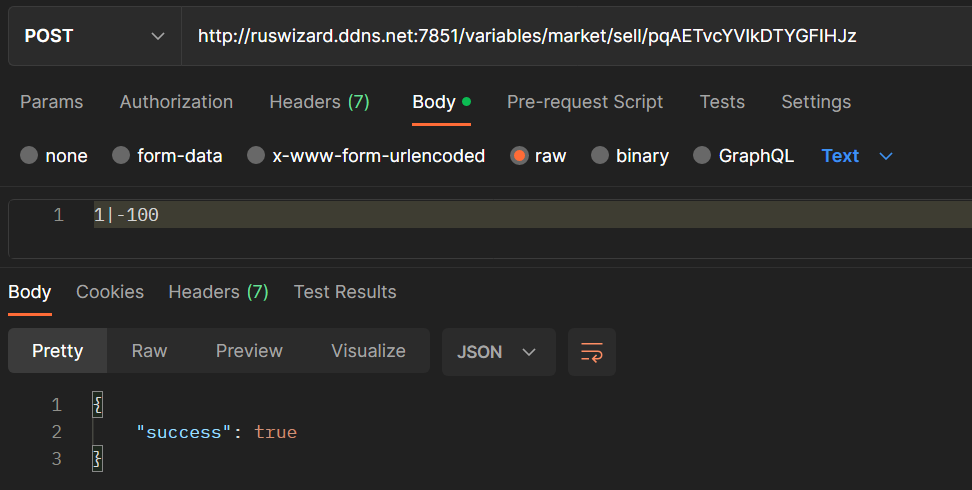 POST http://ruswizard.ddns.net:7851/variables/market/sell/pqAETvcYVlkDTYGFIHJz
Params Authorization Headers (7) Body Pre-request Script Tests Settings
none form-data x-www-form-urlencoded raw binary GraphQL Text
1 1|-100
Body Cookies Headers (7) Test Results
Pretty Raw Preview Visualize JSON
1 {
2 "success": true
3 }